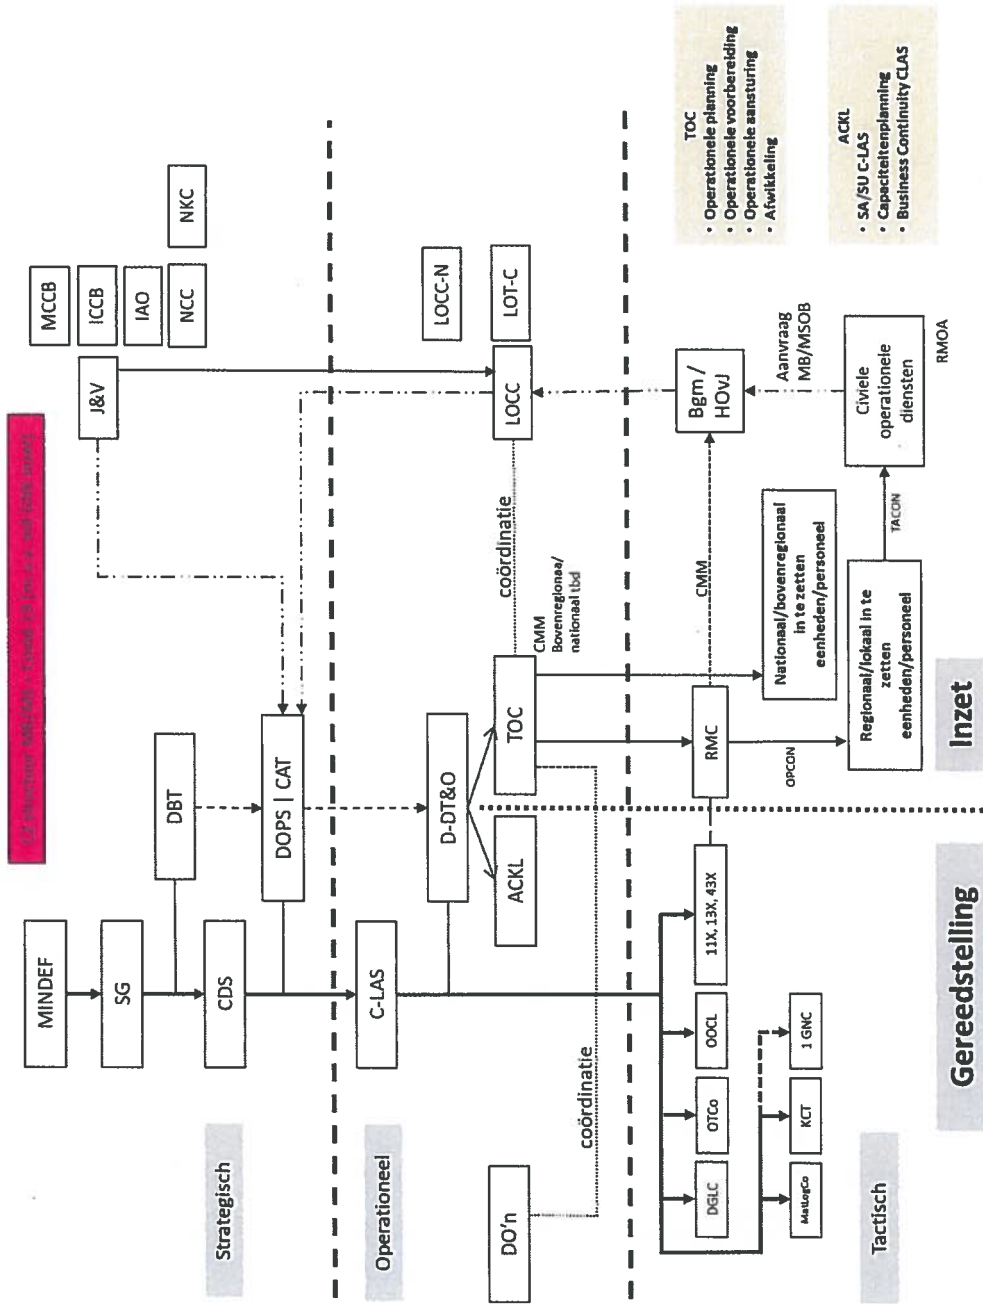 MINDEF
SG
CDS
DBT
DOPS | CAT
J&V
MCCB
ICCB
IAO
NCC
NKC
Strategisch
C-LAS
D-DT&O
ACKL
TOC
CMM
Bovenregionaa/
nationaal tbd
coördinatie
LOCC
LOCC-N
LOT-C
Operationeel
DO'n
coördinatie
DGLC
OTCo
OOCL
11X, 13X, 43X
MatLogCo
KCT
1 GNC
RMC
CMM
Bgm /
HOvJ
OPCON
Nationaal/bovenregionaal
in te zetten
eenheden/personeel
Regionaal/lokaal in te
zetten
eenheden/personeel
TACON
Aanvraag
MB/MSOB
Civiele
operationele
diensten
RMOA
TOC
• Operationele planning
• Operationele voorbereiding
• Operationele aansturing
• Afwikkeling
ACKL
• SA/SU C-LAS
• Capaciteitenplanning
• Business Continuity CLAS
Tactisch
Gereedstelling
Inzet